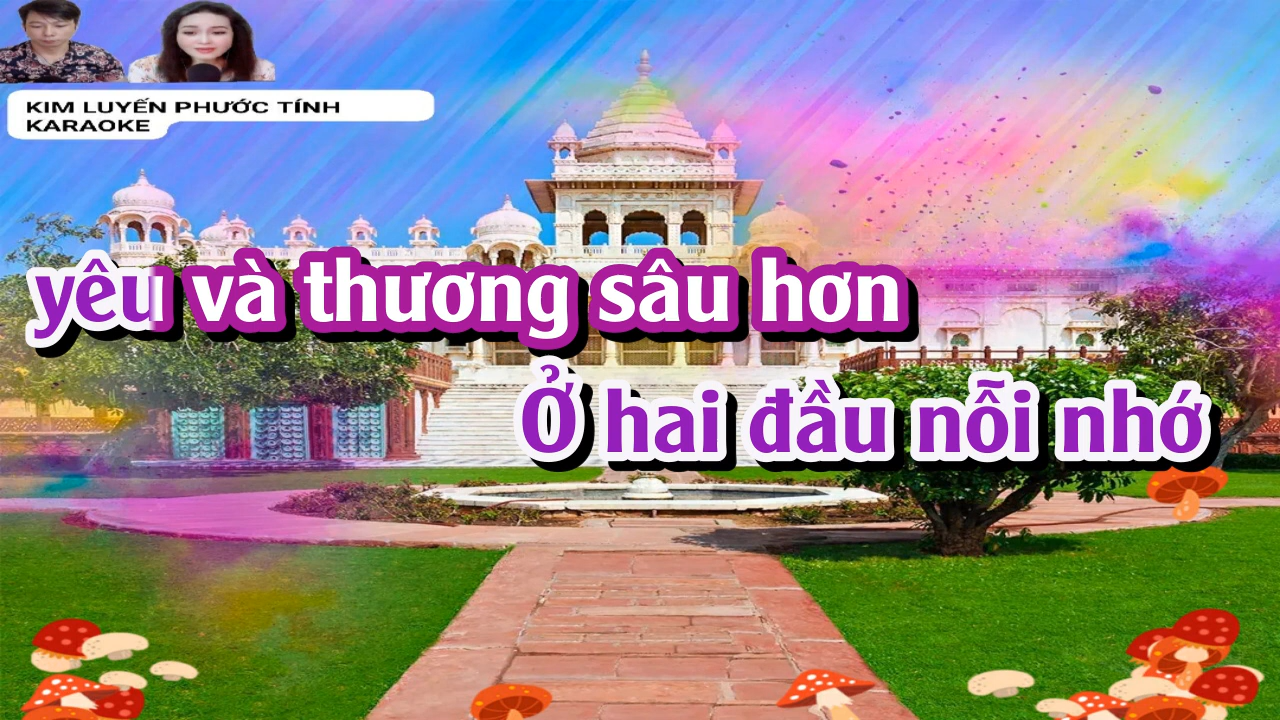 KIM LUYẾN PHƯỚC TÍNH
KARAOKE
yêu và thương sâu hơn
Ở hai đầu nỗi nhớ